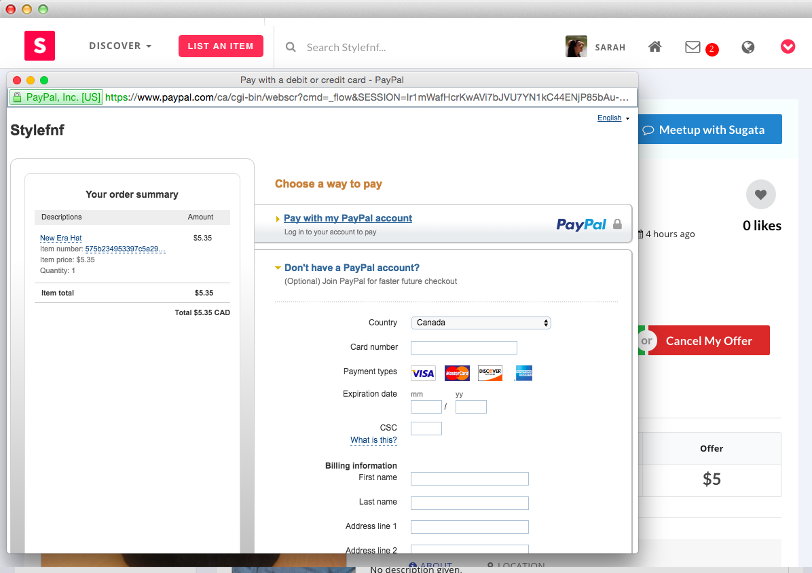 S
DISCOVER
LIST AN ITEM
Search Stylefnf...
SARAH
2
Pay with a debit or credit card - PayPal
PayPal, Inc. [US] https://www.paypal.com/ca/cgi-bin/webscr?cmd=_flow&SESSION=Ir1mWafHcrKwAVi7bJVU7YN1kC44ENjP85bAu-...
English
Stylefnf
Your order summary
Descriptions Amount
New Era Hat $5.35
Item number: 575b234953397c5a29...
Item price: $5.35
Quantity: 1
Item total $5.35
Total $5.35 CAD
Choose a way to pay
Pay with my PayPal account
Log in to your account to pay
PayPal
Don't have a PayPal account?
(Optional) Join PayPal for faster future checkout
Country Canada
Card number
Payment types VISA MasterCard DISCOVER
Expiration date mm yy
/
CSC
What is this?
Billing information
First name
Last name
Address line 1
Address line 2
Meetup with Sugata
0 likes
4 hours ago
or Cancel My Offer
Offer
$5
ABOUT LOCATION
No description given.